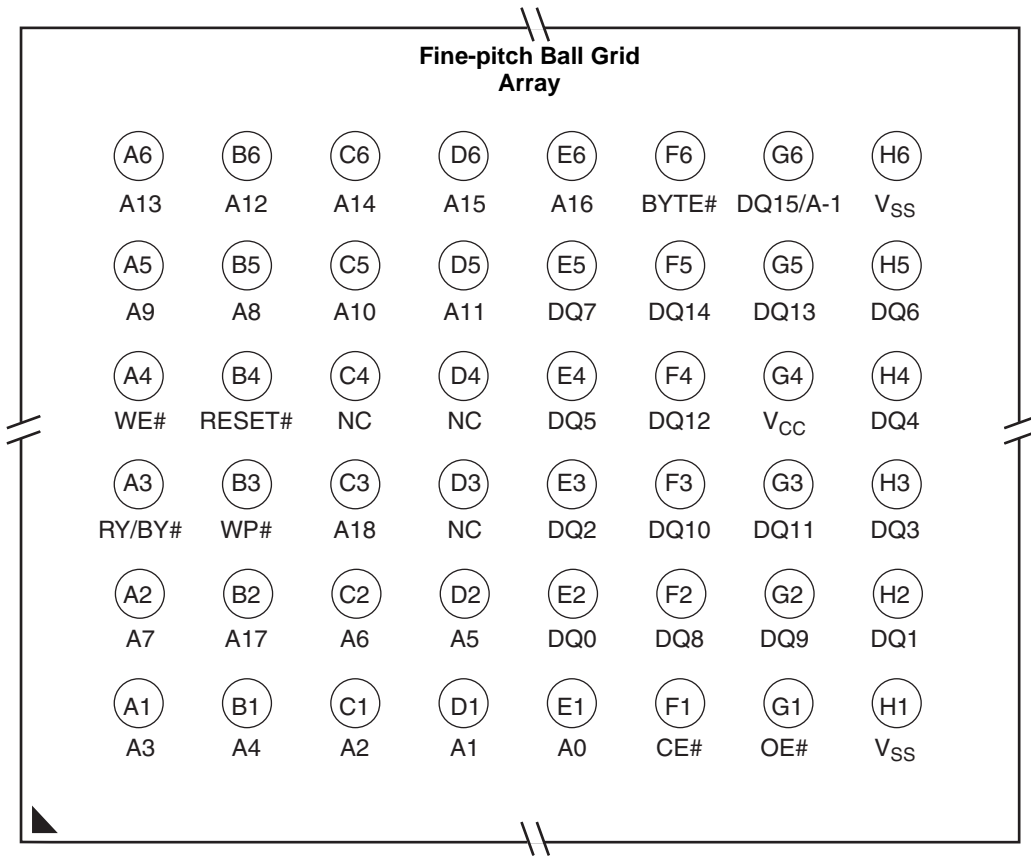 Fine-pitch Ball Grid
Array
A6 B6 C6 D6 E6 F6 G6 H6
A13 A12 A14 A15 A16 BYTE# DQ15/A-1 VSS
A5 B5 C5 D5 E5 F5 G5 H5
A9 A8 A10 A11 DQ7 DQ14 DQ13 DQ6
A4 B4 C4 D4 E4 F4 G4 H4
WE# RESET# NC NC DQ5 DQ12 VCC DQ4
A3 B3 C3 D3 E3 F3 G3 H3
RY/BY# WP# A18 NC DQ2 DQ10 DQ11 DQ3
A2 B2 C2 D2 E2 F2 G2 H2
A7 A17 A6 A5 DQ0 DQ8 DQ9 DQ1
A1 B1 C1 D1 E1 F1 G1 H1
A3 A4 A2 A1 A0 CE# OE# VSS